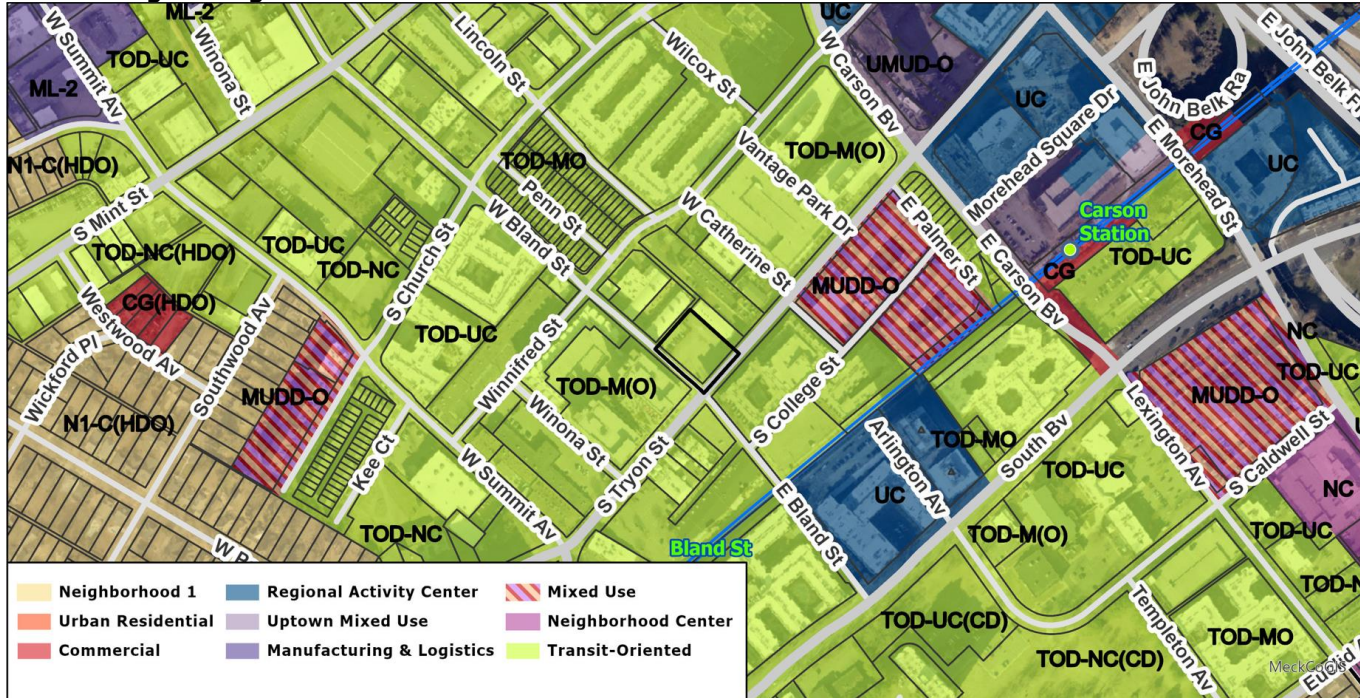 ML-2
UC
W Summit Av
TOD-UC
Winona St
Lincoln St
Wilcox St
W Carson Bv
UMUD-O
E John Belk Ra
ML-2
UC
Morehead Square Dr
CG
E Morehead St
UC
N1-C(HDO)
TOD-MO
Vantage Park Dr
TOD-M(O)
S Mint St
Penn St
W Bland St
W Catherine St
E Palmer St
Carson
Station
TOD-NC(HDO)
TOD-UC
TOD-NC
S Church St
E Carson Bv
CG
TOD-UC
CG(HDO)
Westwood Av
Southwood Av
MUDD-O
Wickford Pl
TOD-UC
Winnifred St
TOD-M(O)
S College St
NC
TOD-UC
MUDD-O
N1-C(HDO)
MUDD-O
Winona St
Kee Ct
W Summit Av
S Tryon St
Arlington Av
TOD-MO
South Bv
Lexington Av
S Caldwell St
TOD-UC
UC
NC
TOD-NC
Bland St
E Bland St
TOD-M(O)
TOD-UC
TOD-UC(CD)
TOD-NC(CD)
Templeton Av
TOD-MO
MeckCoGIS
Neighborhood 1
Regional Activity Center
Mixed Use
Urban Residential
Uptown Mixed Use
Neighborhood Center
Commercial
Manufacturing & Logistics
Transit-Oriented